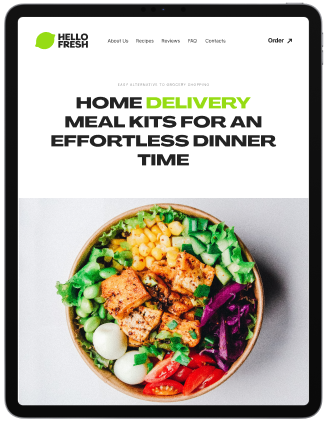 HELLO
FRESH
About Us Recipes Reviews FAQ Contacts
Order
EASY ALTERNATIVE TO GROCERY SHOPPING
HOME DELIVERY
MEAL KITS FOR AN
EFFORTLESS DINNER
TIME